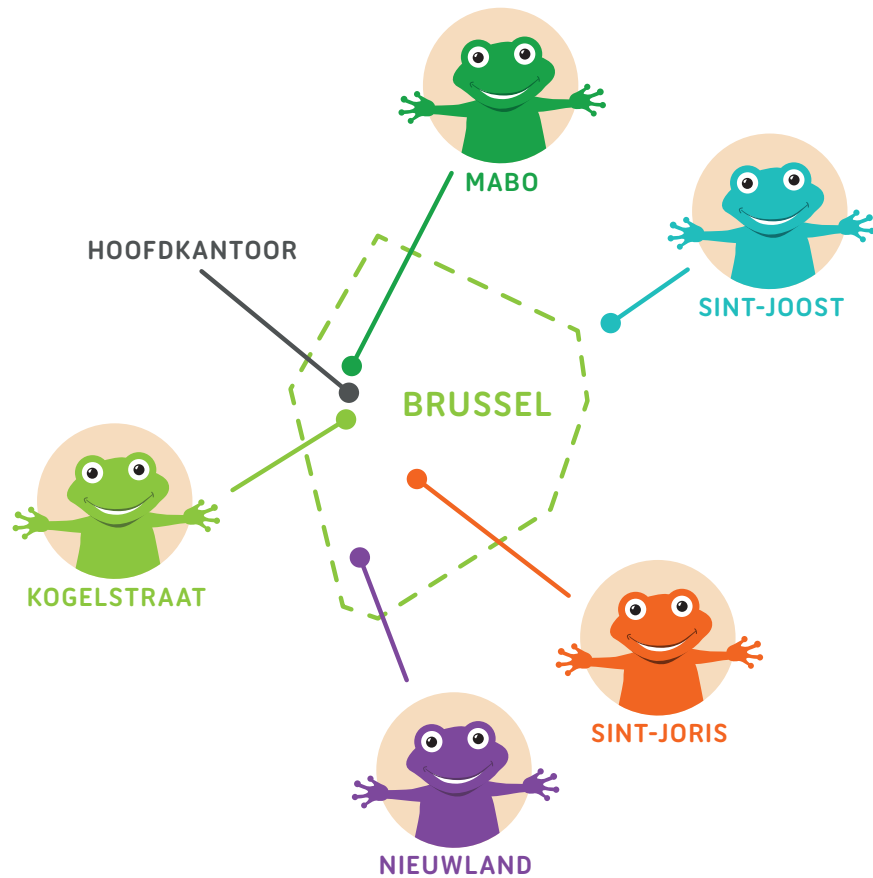 MABO
HOOFDKANTOOR
SINT-JOOST
BRUSSEL
KOGELSTRAAT
SINT-JORIS
NIEUWLAND